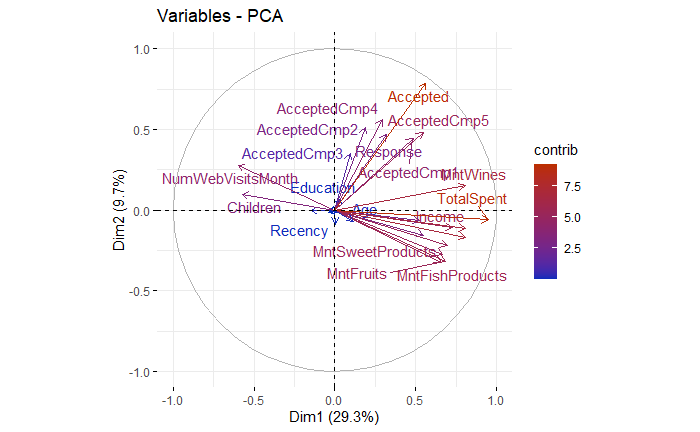 Variables - PCA
1.0
0.5
0.0
-0.5
-1.0
Dim2 (9.7%)
Accepted
AcceptedCmp4
AcceptedCmp5
AcceptedCmp2
AcceptedCmp3
Response
AcceptedCmp1
MntWines
NumWebVisitsMonth
Education
TotalSpent
Children
Age
Income
Recency
MntSweetProducts
MntFruits
MntFishProducts
-1.0
-0.5
0.0
0.5
1.0
Dim1 (29.3%)
contrib
7.5
5.0
2.5